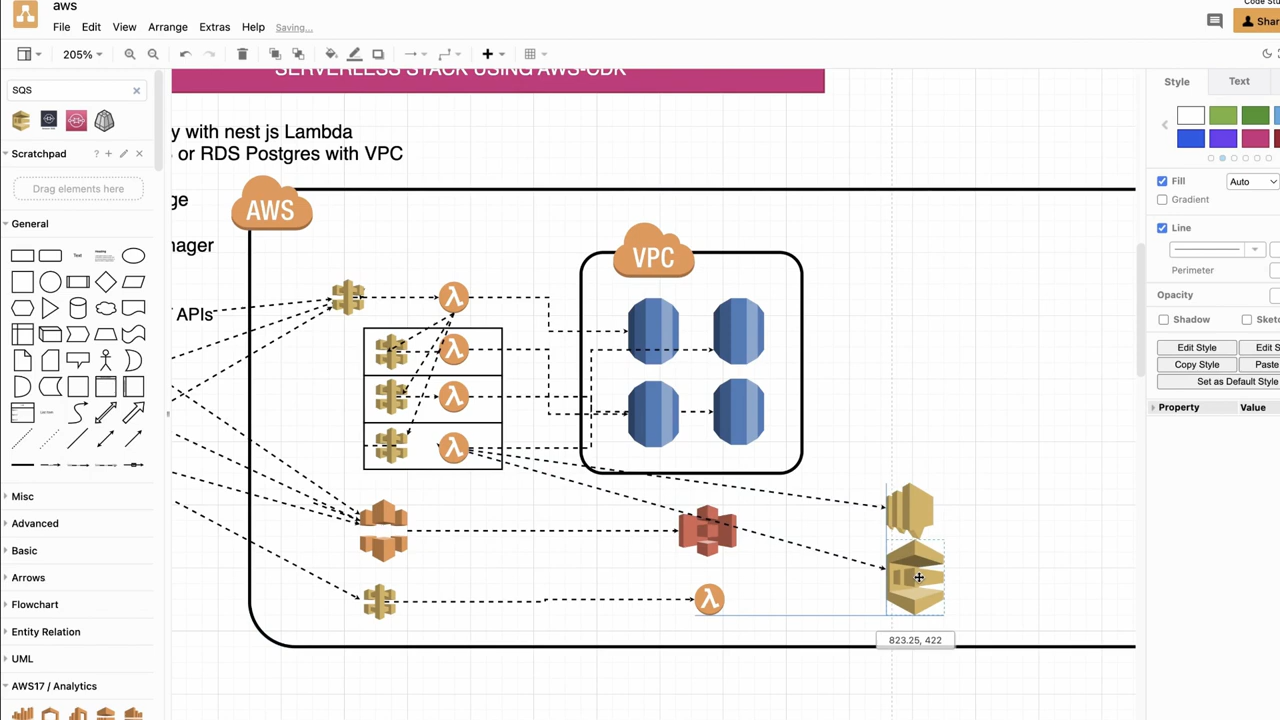 aws
Code Stu
File Edit View Arrange Extras Help Saving...
Shar
205%
SQS
Scratchpad
Drag elements here
General
Text
Misc
Advanced
Basic
Arrows
Flowchart
Entity Relation
UML
AWS17 / Analytics
SERVERLESS STACK USING AWS-CDK
y with nest js Lambda
or RDS Postgres with VPC
ge
nager
APIs
AWS
VPC
823.25, 422
Style Text
Fill Auto
Gradient
Line
Perimeter
Opacity
Shadow Sketc
Edit Style Edit S
Copy Style Paste
Set as Default Style
Property Value